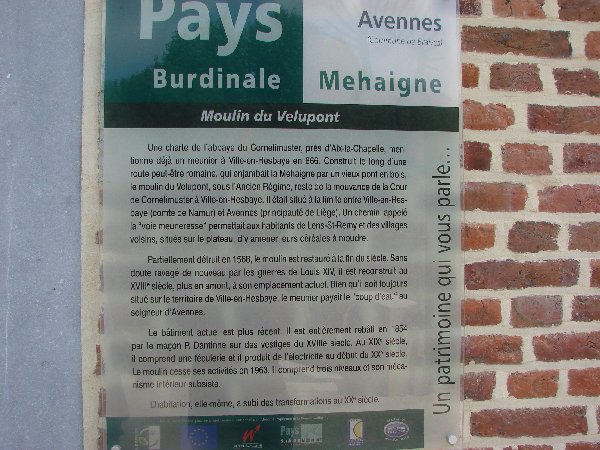 Pays
Burdinale
Avennes
Mehaigne
Moulin du Velupont
Une charte de l'abbaye du Cornelimuster, près d'Aix-la-Chapelle, men-
tionne déjà un meunier à Ville-en-Hesbaye en 866. Construit le long d'une
route peut-être romaine, qui enjambait la Mehaigne par un vieux pont en bois,
le moulin du Velupont, sous l'Ancien Régime, reste de la mouvance de la Cour
de Cornelimuster à Ville-en-Hesbaye. Il était situé à la limite entre Ville-en-Hes-
baye (comté de Namur) et Avennes (principauté de Liège). Un chemin, appelé
la "voie meuneresse" permettait aux habitants de Lens-St-Remy et des villages
voisins, situés sur le plateau, d'y amener leurs céréales à moudre.
Partiellement détruit en 1568, le moulin est restauré à la fin du siècle. Sans
doute ravagé de nouveau par les guerres de Louis XIV, il est reconstruit au
XVIIIe siècle, plus en amont, à son emplacement actuel. Bien qu'il soit toujours
situé sur le territoire de Ville-en-Hesbaye, le meunier payait le "coup d'eau" au
seigneur d'Avennes.
Le bâtiment actuel est plus récent. Il est entièrement rebâti en 1854
par le maçon P. Dantinne sur des vestiges du XVIIIe siècle. Au XIXe siècle,
il comprend une féculerie et il produit de l'électricité au début du XXe siècle.
Le moulin cesse ses activités en 1963. Il comprend trois niveaux et son méca-
nisme intérieur subsiste.
L'habitation, elle-même, a subi des transformations au XXe siècle.
Un patrimoine qui vous parle...
Pays